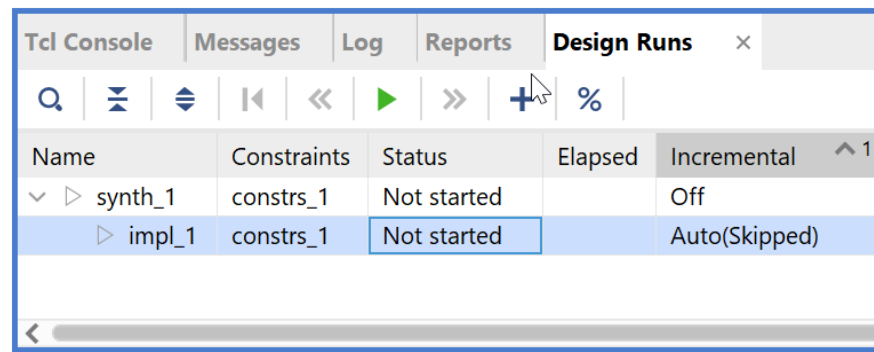 Tcl Console Messages Log Reports Design Runs ×
%
Name Constraints Status Elapsed Incremental 1
synth_1 constrs_1 Not started Off
impl_1 constrs_1 Not started Auto(Skipped)